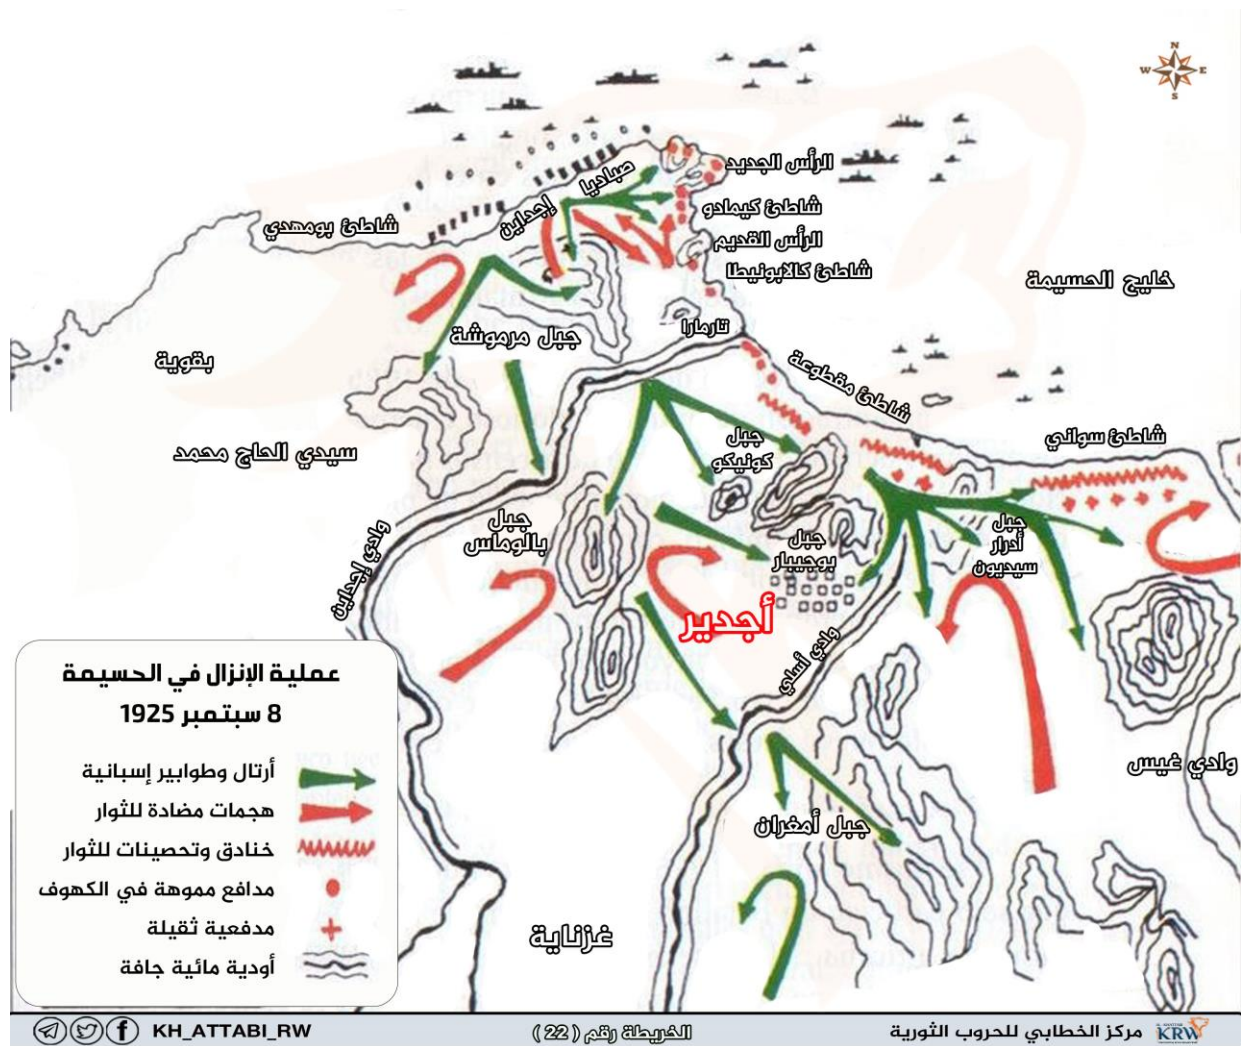 N
W E
S
الرأس الجديد
صباديا
إجداين
شاطئ كيمادو
شاطئ بومهدي
الرأس القديم
شاطئ كالابونيطا
خليج الحسيمة
تارمارا
جبل مرموشة
بقوية
شاطئ مقطوعة
سيدي الحاج محمد
جبل
كونيكو
شاطئ سواني
جبل
بالوماس
وادي إجداين
جبل
بوجيبار
جبل
أدرار
سيديون
أجدير
وادي أسلي
وادي غيس
جبل أمغران
غزناية
عملية الإنزال في الحسيمة
8 سبتمبر 1925
أرتال وطوابير إسبانية
هجمات مضادة للثوار
خنادق وتحصينات للثوار
مدافع مموهة في الكهوف
مدفعية ثقيلة
أودية مائية جافة
KH_ATTABI_RW
الخريطة رقم ( 22 )
مركز الخطابي للحروب الثورية
KRW